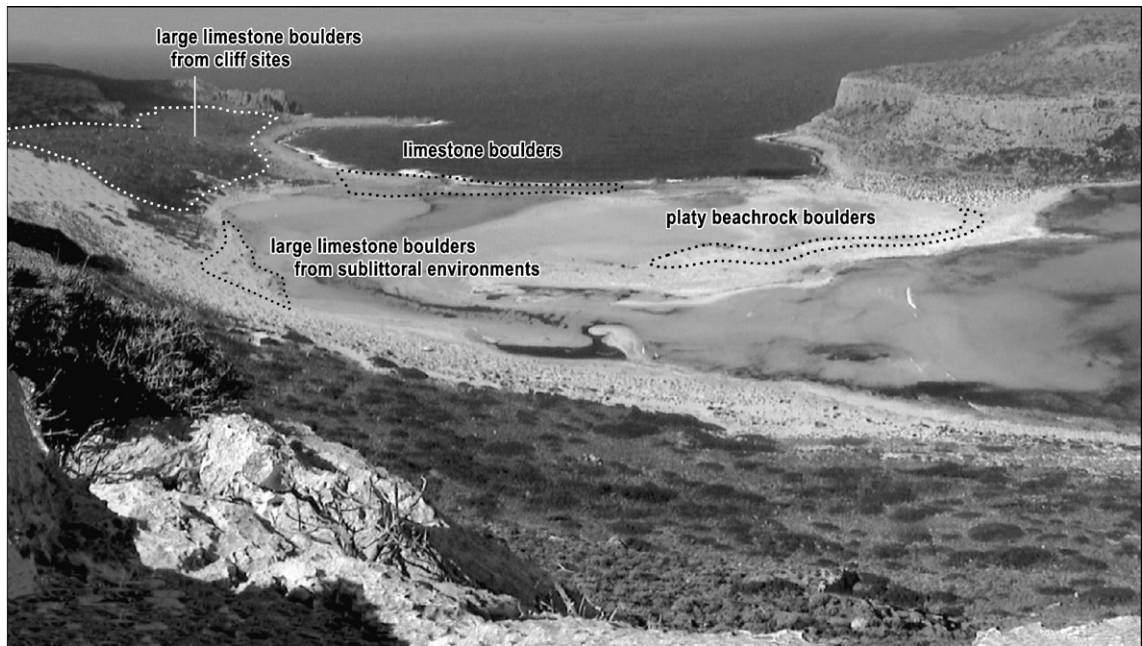 large limestone boulders
from cliff sites
limestone boulders
platy beachrock boulders
large limestone boulders
from sublittoral environments